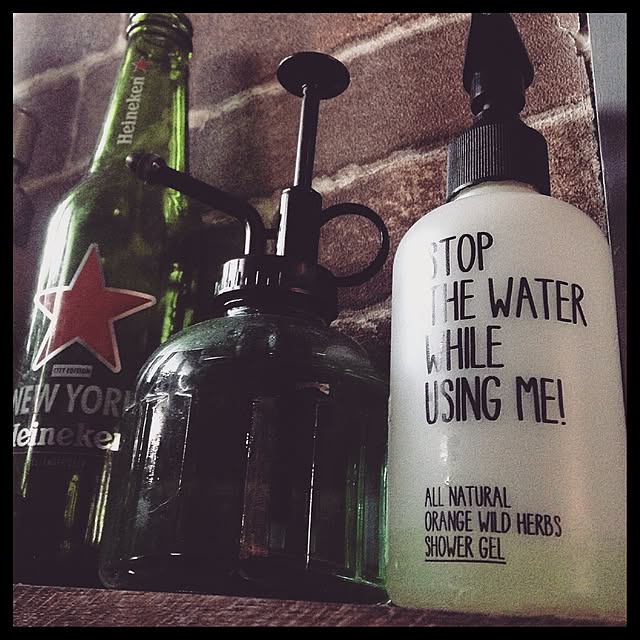 Heineken
CITY EDITION
NEW YORK
Heineken
STOP
THE WATER
WHILE
USING ME!
ALL NATURAL
ORANGE WILD HERBS
SHOWER GEL